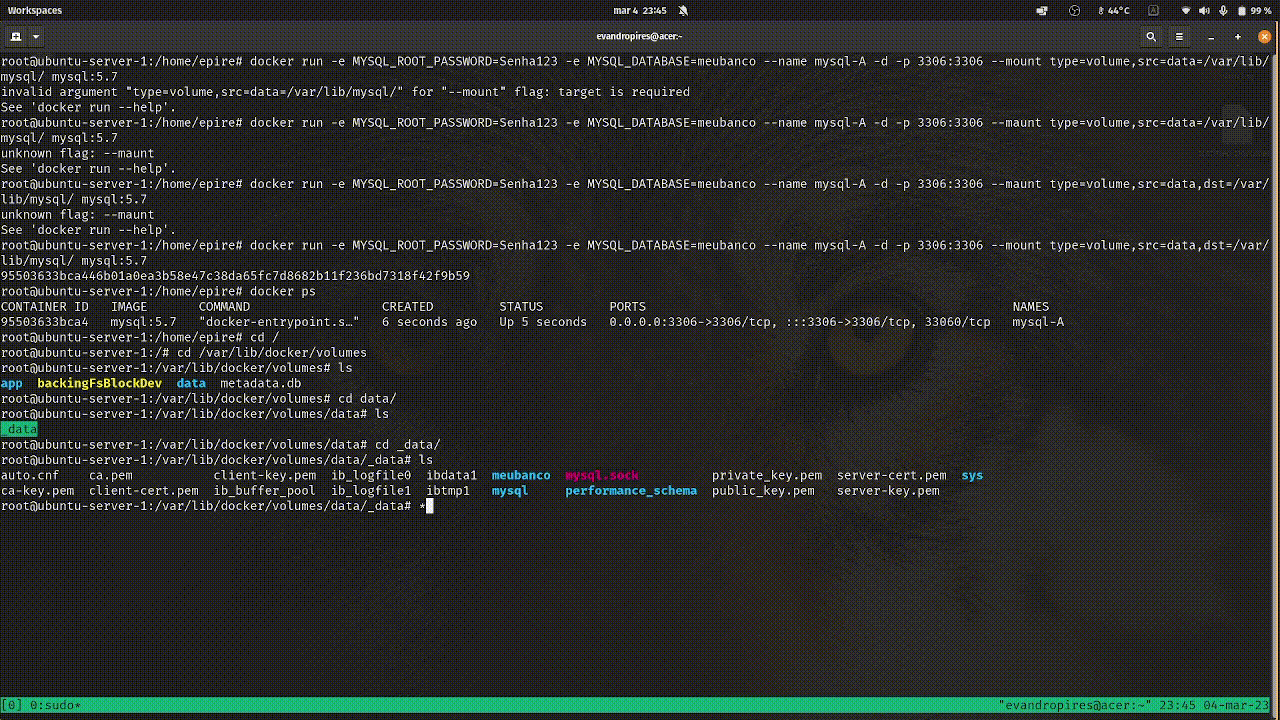 Workspaces
mar 4 23:45
44°C
A
99 %
evandropires@acer:~
root@ubuntu-server-1:/home/epire# docker run -e MYSQL_ROOT_PASSWORD=Senha123 -e MYSQL_DATABASE=meubanco --name mysql-A -d -p 3306:3306 --mount type=volume,src=data=/var/lib/
mysql/ mysql:5.7
invalid argument "type=volume,src=data=/var/lib/mysql/" for "--mount" flag: target is required
See 'docker run --help'.
root@ubuntu-server-1:/home/epire# docker run -e MYSQL_ROOT_PASSWORD=Senha123 -e MYSQL_DATABASE=meubanco --name mysql-A -d -p 3306:3306 --maunt type=volume,src=data=/var/lib/
mysql/ mysql:5.7
unknown flag: --maunt
See 'docker run --help'.
root@ubuntu-server-1:/home/epire# docker run -e MYSQL_ROOT_PASSWORD=Senha123 -e MYSQL_DATABASE=meubanco --name mysql-A -d -p 3306:3306 --maunt type=volume,src=data,dst=/var/
lib/mysql/ mysql:5.7
unknown flag: --maunt
See 'docker run --help'.
root@ubuntu-server-1:/home/epire# docker run -e MYSQL_ROOT_PASSWORD=Senha123 -e MYSQL_DATABASE=meubanco --name mysql-A -d -p 3306:3306 --mount type=volume,src=data,dst=/var/
lib/mysql/ mysql:5.7
95503633bca446b01a0ea3b58e47c38da65fc7d8682b11f236bd7318f42f9b59
root@ubuntu-server-1:/home/epire# docker ps
CONTAINER ID   IMAGE       COMMAND                  CREATED         STATUS         PORTS                                                  NAMES
95503633bca4   mysql:5.7   "docker-entrypoint.s…"   6 seconds ago   Up 5 seconds   0.0.0.0:3306->3306/tcp, :::3306->3306/tcp, 33060/tcp   mysql-A
root@ubuntu-server-1:/home/epire# cd /
root@ubuntu-server-1:/# cd /var/lib/docker/volumes
root@ubuntu-server-1:/var/lib/docker/volumes# ls
app  backingFsBlockDev  data  metadata.db
root@ubuntu-server-1:/var/lib/docker/volumes# cd data/
root@ubuntu-server-1:/var/lib/docker/volumes/data# ls
_data
root@ubuntu-server-1:/var/lib/docker/volumes/data# cd _data/
root@ubuntu-server-1:/var/lib/docker/volumes/data/_data# ls
auto.cnf    ca.pem           client-key.pem  ib_logfile0  ibdata1  meubanco  mysql.sock          private_key.pem  server-cert.pem  sys
ca-key.pem  client-cert.pem  ib_buffer_pool  ib_logfile1  ibtmp1   mysql     performance_schema  public_key.pem   server-key.pem
root@ubuntu-server-1:/var/lib/docker/volumes/data/_data# *
[0] 0:sudo*
"evandropires@acer:~" 23:45 04-mar-23